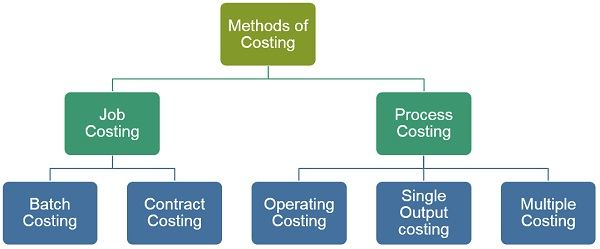 Methods of
Costing
Job
Costing
Process
Costing
Batch
Costing
Contract
Costing
Operating
Costing
Single
Output
costing
Multiple
Costing